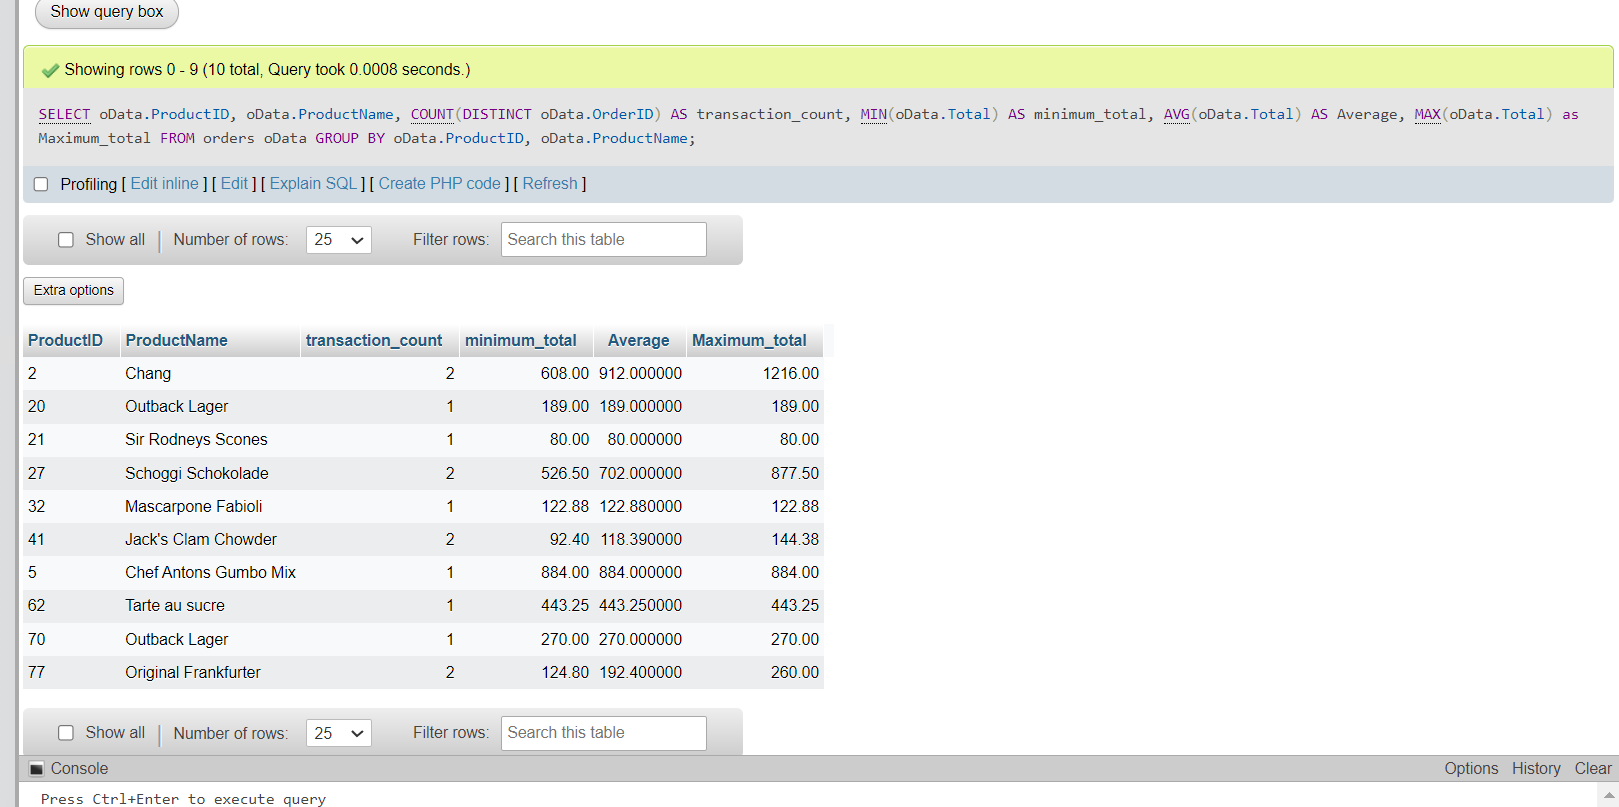 Show query box
Showing rows 0 - 9 (10 total, Query took 0.0008 seconds.)
SELECT oData.ProductID, oData.ProductName, COUNT(DISTINCT oData.OrderID) AS transaction_count, MIN(oData.Total) AS minimum_total, AVG(oData.Total) AS Average, MAX(oData.Total) as
Maximum_total FROM orders oData GROUP BY oData.ProductID, oData.ProductName;
Profiling [ Edit inline ] [ Edit ] [ Explain SQL ] [ Create PHP code ] [ Refresh ]
Show all Number of rows: 25 Filter rows: Search this table
Extra options
ProductID ProductName transaction_count minimum_total Average Maximum_total
2 Chang 2 608.00 912.000000 1216.00
20 Outback Lager 1 189.00 189.000000 189.00
21 Sir Rodneys Scones 1 80.00 80.000000 80.00
27 Schoggi Schokolade 2 526.50 702.000000 877.50
32 Mascarpone Fabioli 1 122.88 122.880000 122.88
41 Jack's Clam Chowder 2 92.40 118.390000 144.38
5 Chef Antons Gumbo Mix 1 884.00 884.000000 884.00
62 Tarte au sucre 1 443.25 443.250000 443.25
70 Outback Lager 1 270.00 270.000000 270.00
77 Original Frankfurter 2 124.80 192.400000 260.00
Show all Number of rows: 25 Filter rows: Search this table
Console Options History Clear
Press Ctrl+Enter to execute query